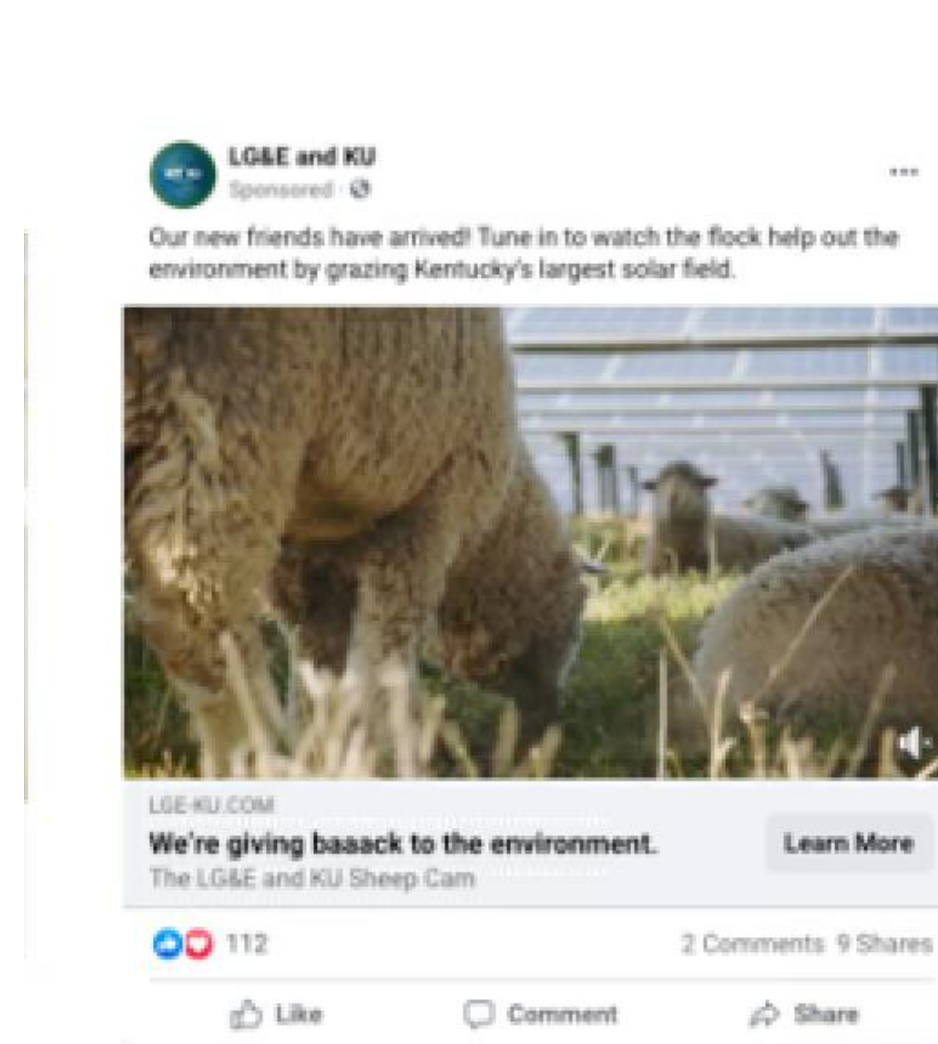 LG&E and KU
Sponsored ·
Our new friends have arrived! Tune in to watch the flock help out the
environment by grazing Kentucky's largest solar field.
LGE-KU.COM
We're giving baaack to the environment.
Learn More
The LG&E and KU Sheep Cam
112
2 Comments 9 Shares
Like
Comment
Share